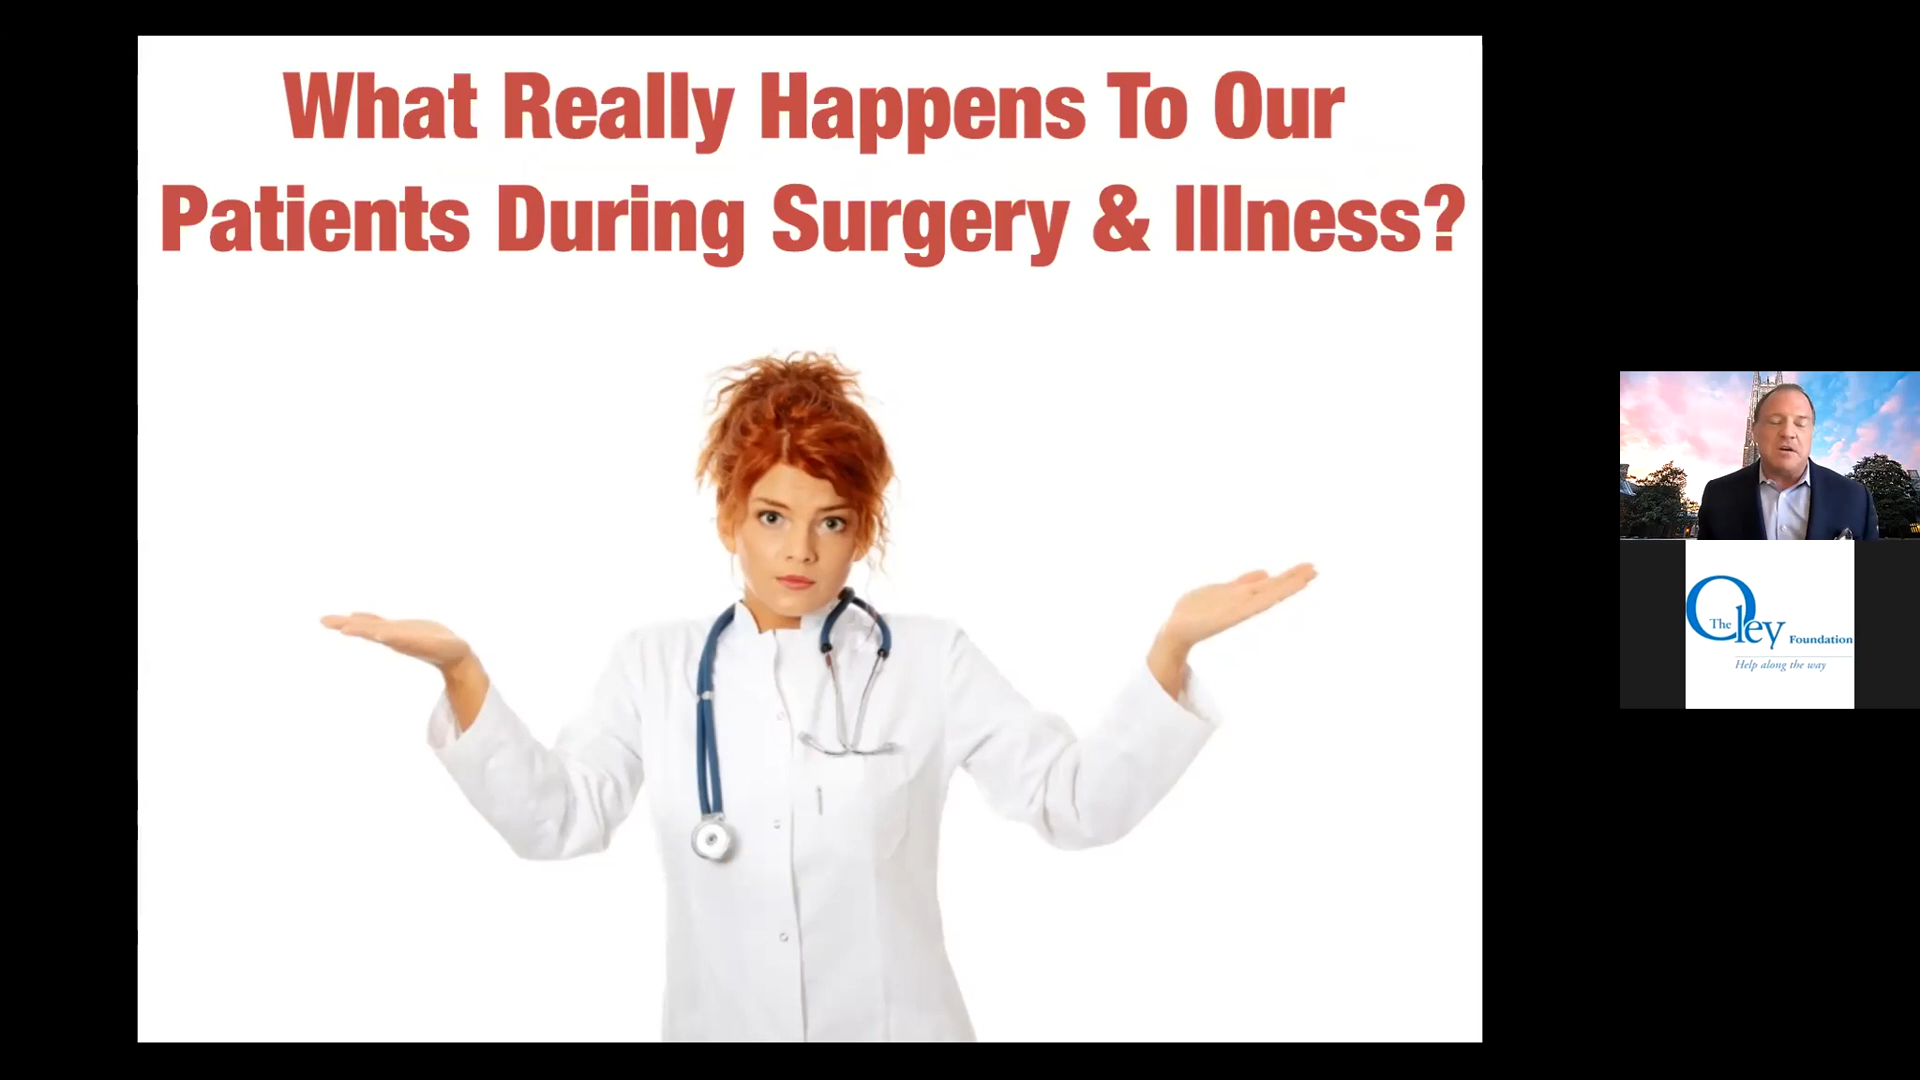 What Really Happens To Our
Patients During Surgery & Illness?
The Oley Foundation
Help along the way